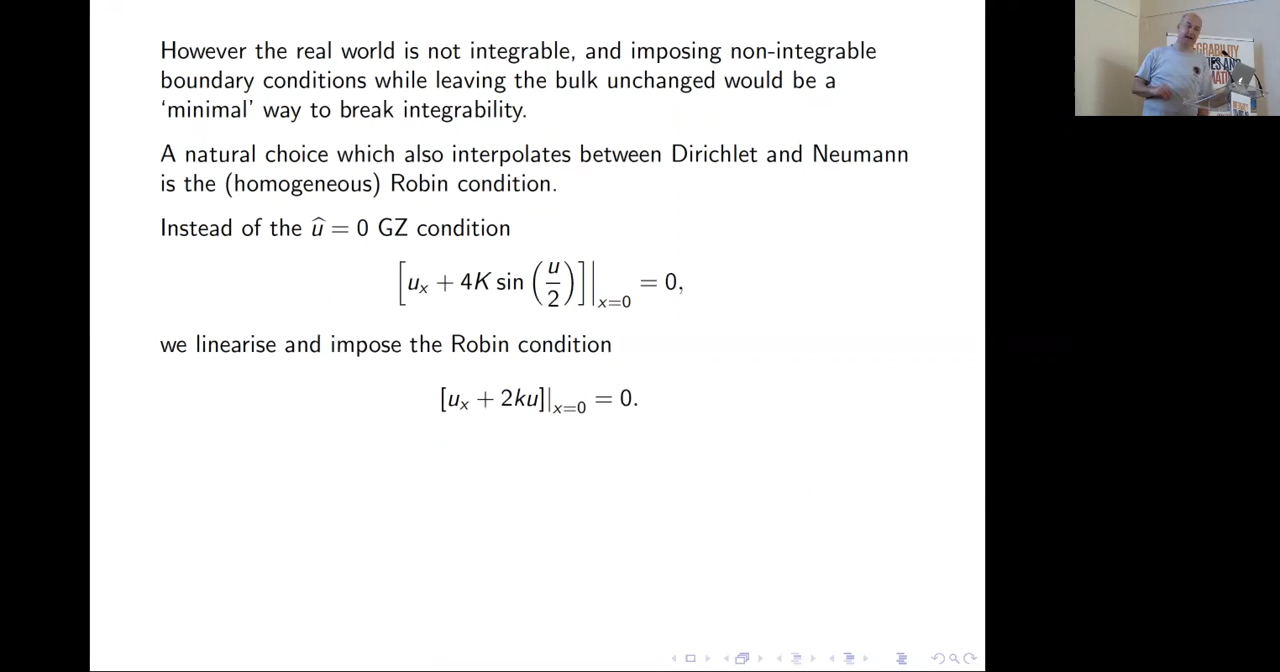 However the real world is not integrable, and imposing non-integrable
boundary conditions while leaving the bulk unchanged would be a
‘minimal’ way to break integrability.
A natural choice which also interpolates between Dirichlet and Neumann
is the (homogeneous) Robin condition.
Instead of the û = 0 GZ condition
[u_x + 4K sin (u/2)]|_{x=0} = 0,
we linearise and impose the Robin condition
[u_x + 2ku]|_{x=0} = 0.